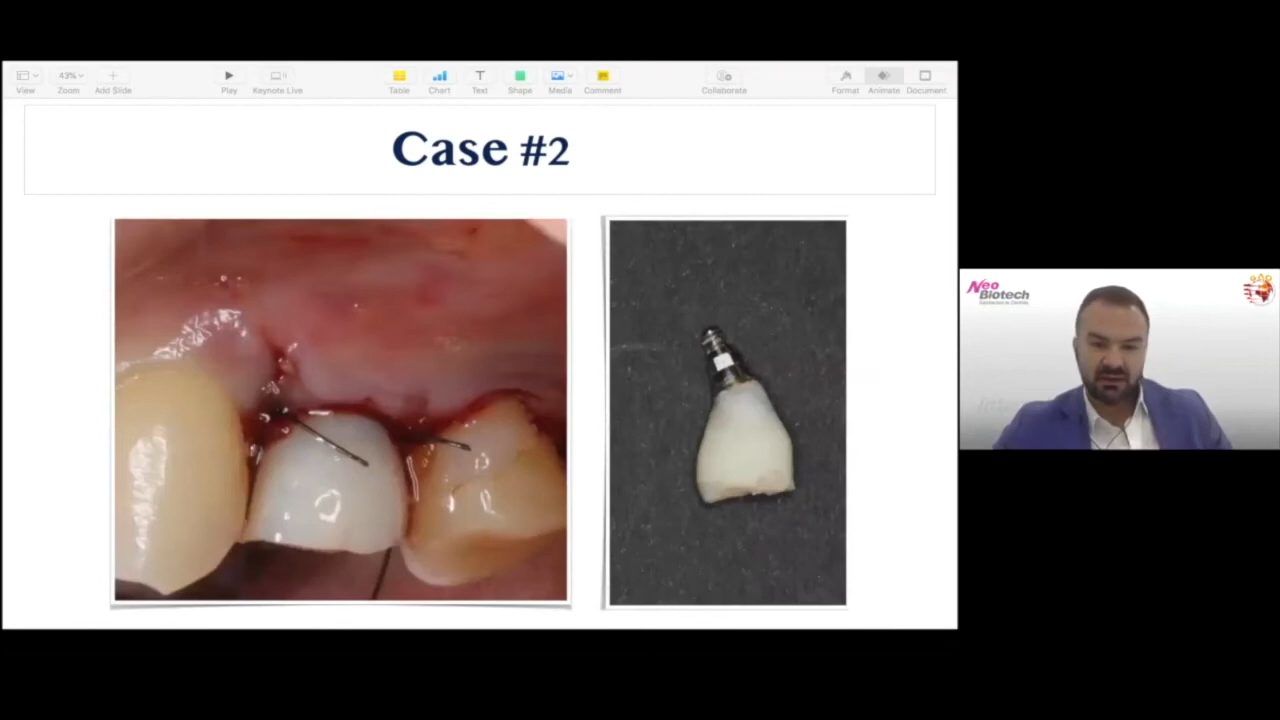 View
43%
Zoom
Add Slide
Play
Keynote Live
Table
Chart
Text
Shape
Media
Comment
Collaborate
Format
Animate
Document
Case #2
Neo
Biotech